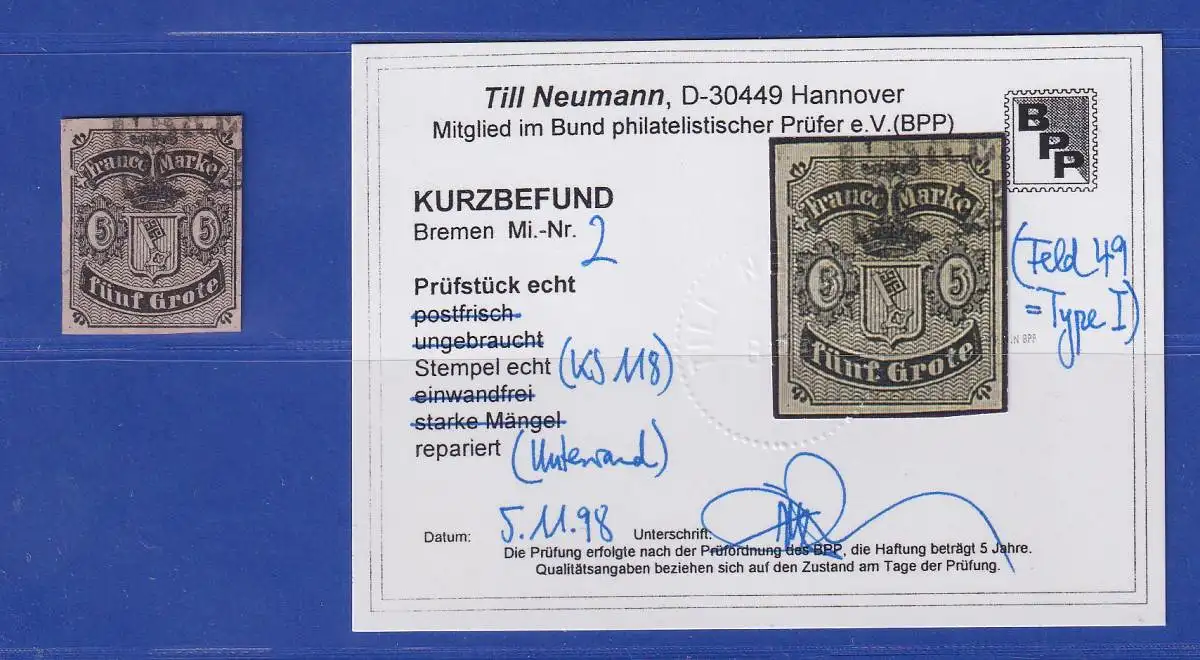 Franco Marke
5 5
fünf Grote
Till Neumann, D-30449 Hannover
Mitglied im Bund philatelistischer Prüfer e.V.(BPP)
BPP
KURZBEFUND
Bremen Mi.-Nr. 2
Prüfstück echt
postfrisch
ungebraucht
Stempel echt (KS 118)
einwandfrei
starke Mängel
repariert (Unterrand)
Franco Marke
5 5
fünf Grote
(Feld 49
= Type I)
TILL N
IN BPP
Datum: 5.11.98 Unterschrift:
Die Prüfung erfolgte nach der Prüfordnung des BPP, die Haftung beträgt 5 Jahre.
Qualitätsangaben beziehen sich auf den Zustand am Tage der Prüfung.